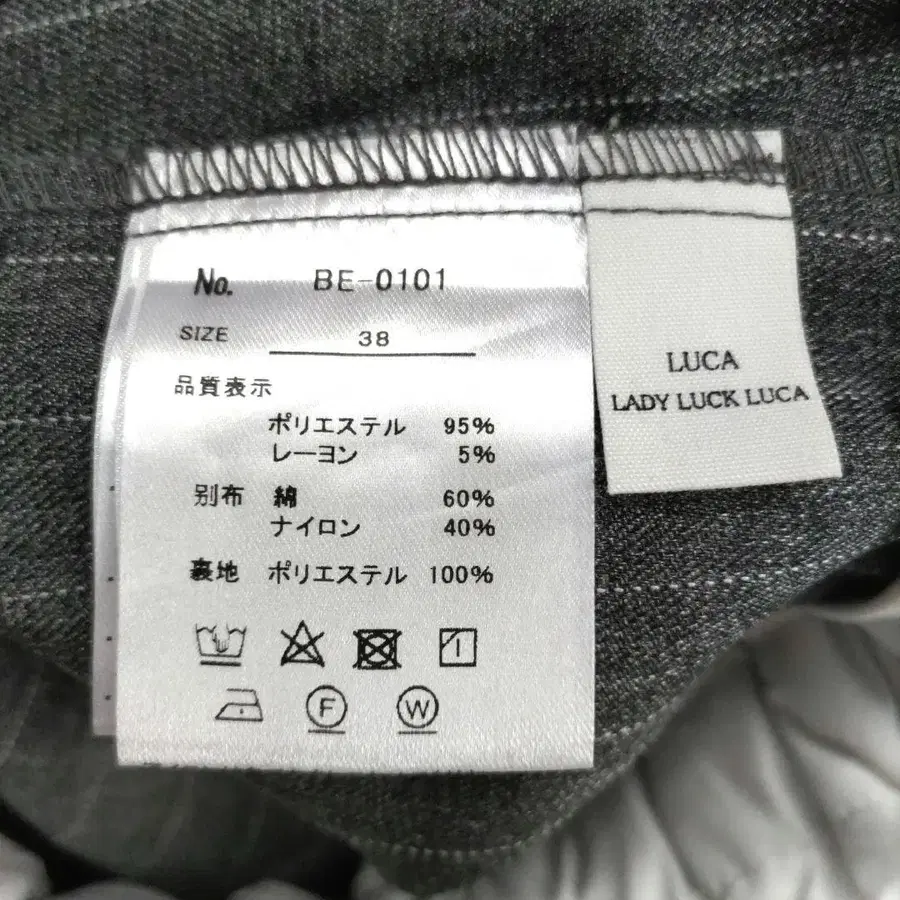 No. BE-0101
SIZE 38
品質表示
ポリエステル 95%
レーヨン 5%
別布 綿 60%
ナイロン 40%
裏地 ポリエステル 100%
F W
LUCA
LADY LUCK LUCA